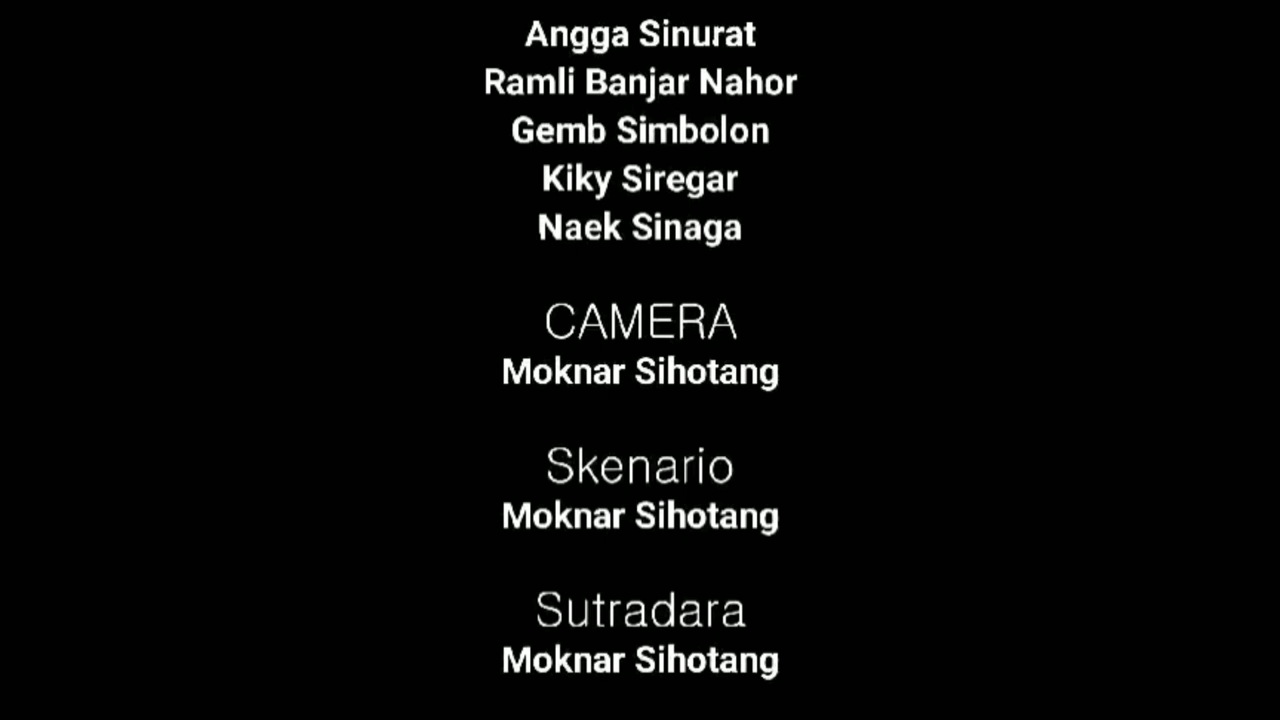 Angga Sinurat
Ramli Banjar Nahor
Gemb Simbolon
Kiky Siregar
Naek Sinaga
CAMERA
Moknar Sihotang
Skenario
Moknar Sihotang
Sutradara
Moknar Sihotang